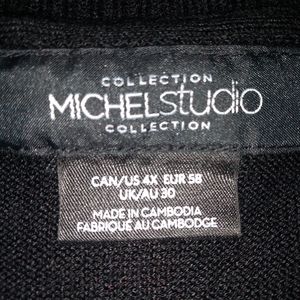 COLLECTION
MICHELstudio
COLLECTION
CAN/US 4X EUR 58
UK/AU 30
MADE IN CAMBODIA
FABRIQUÉ AU CAMBODGE